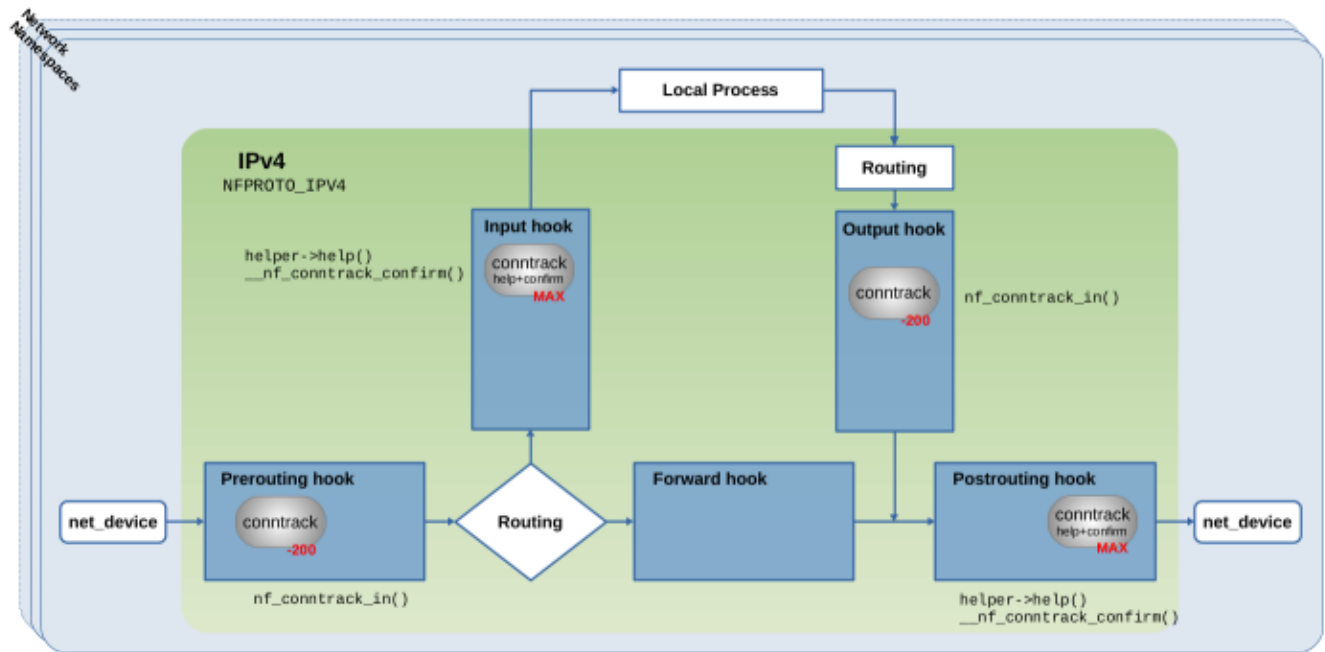 Network
Namespaces
Local Process
IPv4
NFPROTO_IPV4
Routing
Input hook
conntrack
help+confirm
MAX
helper->help()
__nf_conntrack_confirm()
Output hook
conntrack
-200
nf_conntrack_in()
net_device
Prerouting hook
conntrack
-200
nf_conntrack_in()
Routing
Forward hook
Postrouting hook
conntrack
help+confirm
MAX
helper->help()
__nf_conntrack_confirm()
net_device